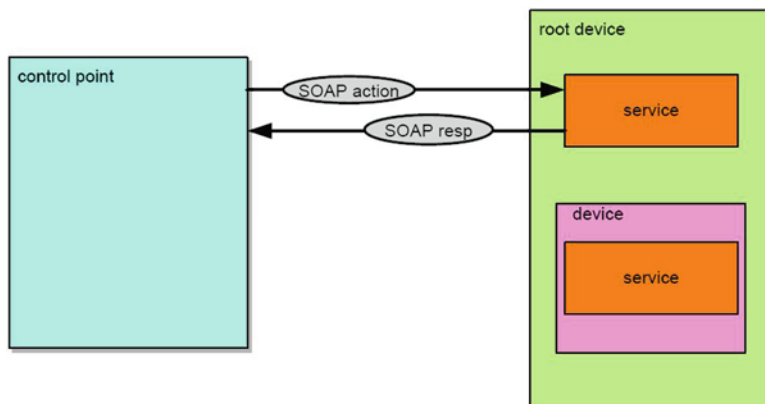 root device
control point
SOAP action
service
SOAP resp
device
service